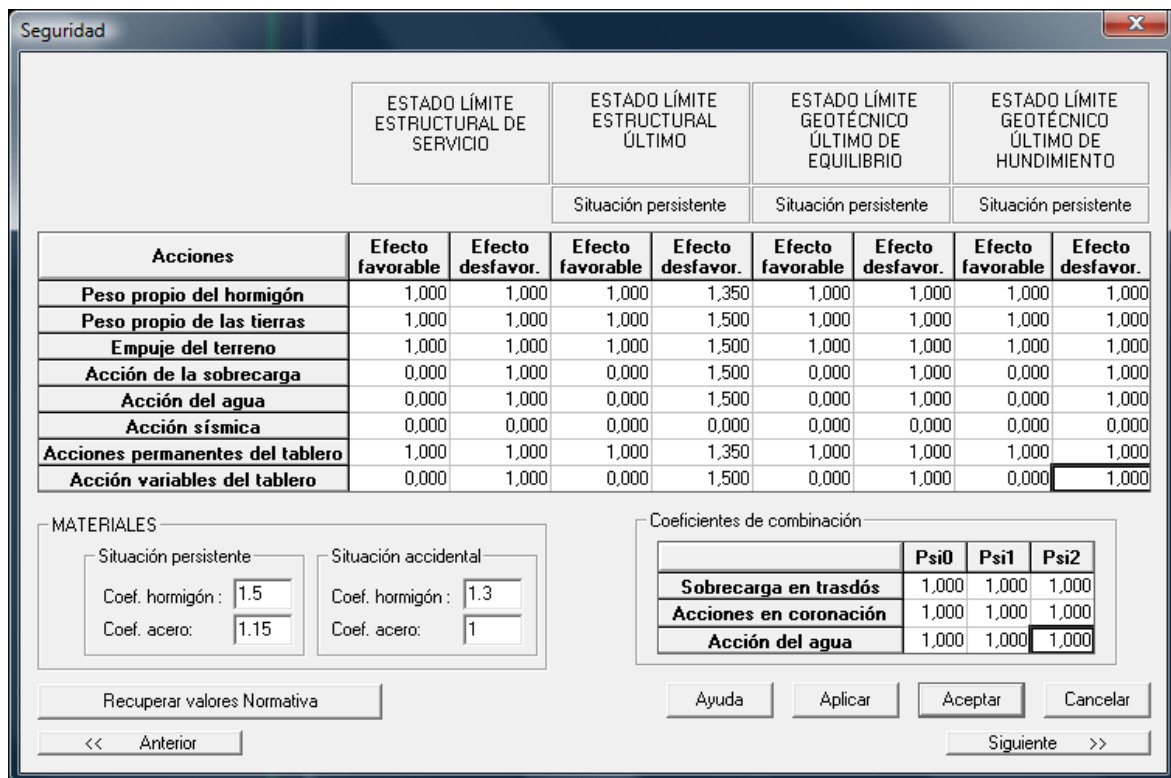 Seguridad
x
ESTADO LÍMITE ESTRUCTURAL DE SERVICIO
ESTADO LÍMITE ESTRUCTURAL ÚLTIMO
ESTADO LÍMITE GEOTÉCNICO ÚLTIMO DE EQUILIBRIO
ESTADO LÍMITE GEOTÉCNICO ÚLTIMO DE HUNDIMIENTO
Situación persistente Situación persistente Situación persistente
Acciones Efecto favorable Efecto desfavor. Efecto favorable Efecto desfavor. Efecto favorable Efecto desfavor. Efecto favorable Efecto desfavor.
Peso propio del hormigón 1,000 1,000 1,000 1,350 1,000 1,000 1,000 1,000
Peso propio de las tierras 1,000 1,000 1,000 1,500 1,000 1,000 1,000 1,000
Empuje del terreno 1,000 1,000 1,000 1,500 1,000 1,000 1,000 1,000
Acción de la sobrecarga 0,000 1,000 0,000 1,500 0,000 1,000 0,000 1,000
Acción del agua 0,000 1,000 0,000 1,500 0,000 1,000 0,000 1,000
Acción sísmica 0,000 0,000 0,000 0,000 0,000 0,000 0,000 0,000
Acciones permanentes del tablero 1,000 1,000 1,000 1,350 1,000 1,000 1,000 1,000
Acción variables del tablero 0,000 1,000 0,000 1,500 0,000 1,000 0,000 1,000
MATERIALES
Situación persistente
Coef. hormigón : 1.5
Coef. acero: 1.15
Situación accidental
Coef. hormigón : 1.3
Coef. acero: 1
Coeficientes de combinación
Psi0 Psi1 Psi2
Sobrecarga en trasdós 1,000 1,000 1,000
Acciones en coronación 1,000 1,000 1,000
Acción del agua 1,000 1,000 1,000
Recuperar valores Normativa Ayuda Aplicar Aceptar Cancelar
<< Anterior Siguiente >>